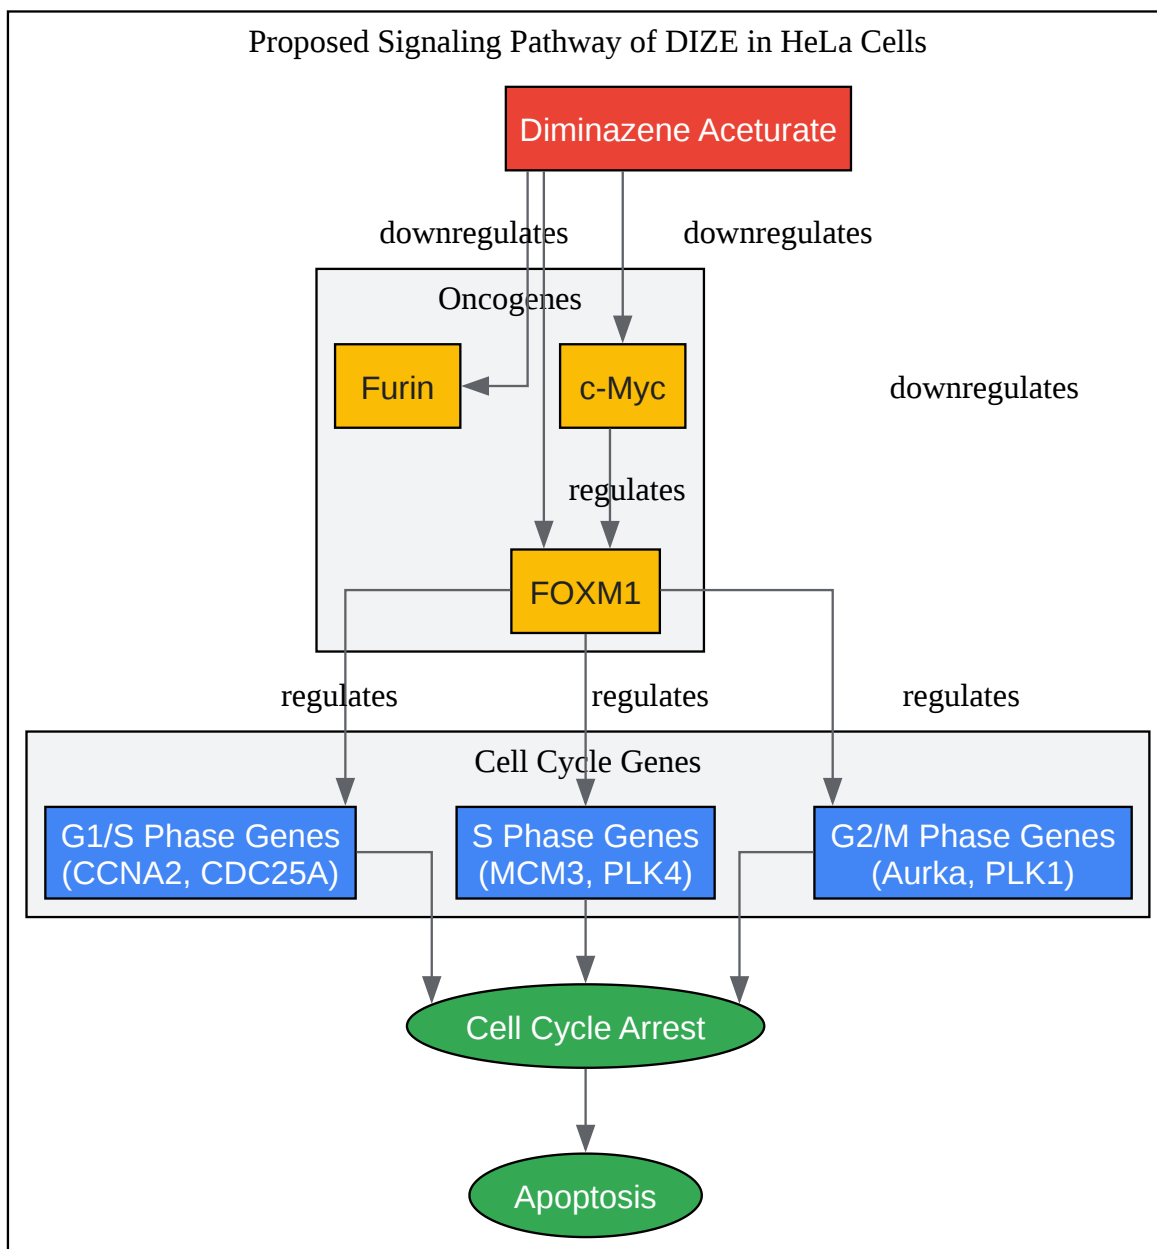 Proposed Signaling Pathway of DIZE in HeLa Cells
Diminazene Aceturate
downregulates
downregulates
Oncogenes
Furin
c-Myc
downregulates
regulates
FOXM1
regulates
regulates
regulates
Cell Cycle Genes
G1/S Phase Genes
(CCNA2, CDC25A)
S Phase Genes
(MCM3, PLK4)
G2/M Phase Genes
(Aurka, PLK1)
Cell Cycle Arrest
Apoptosis